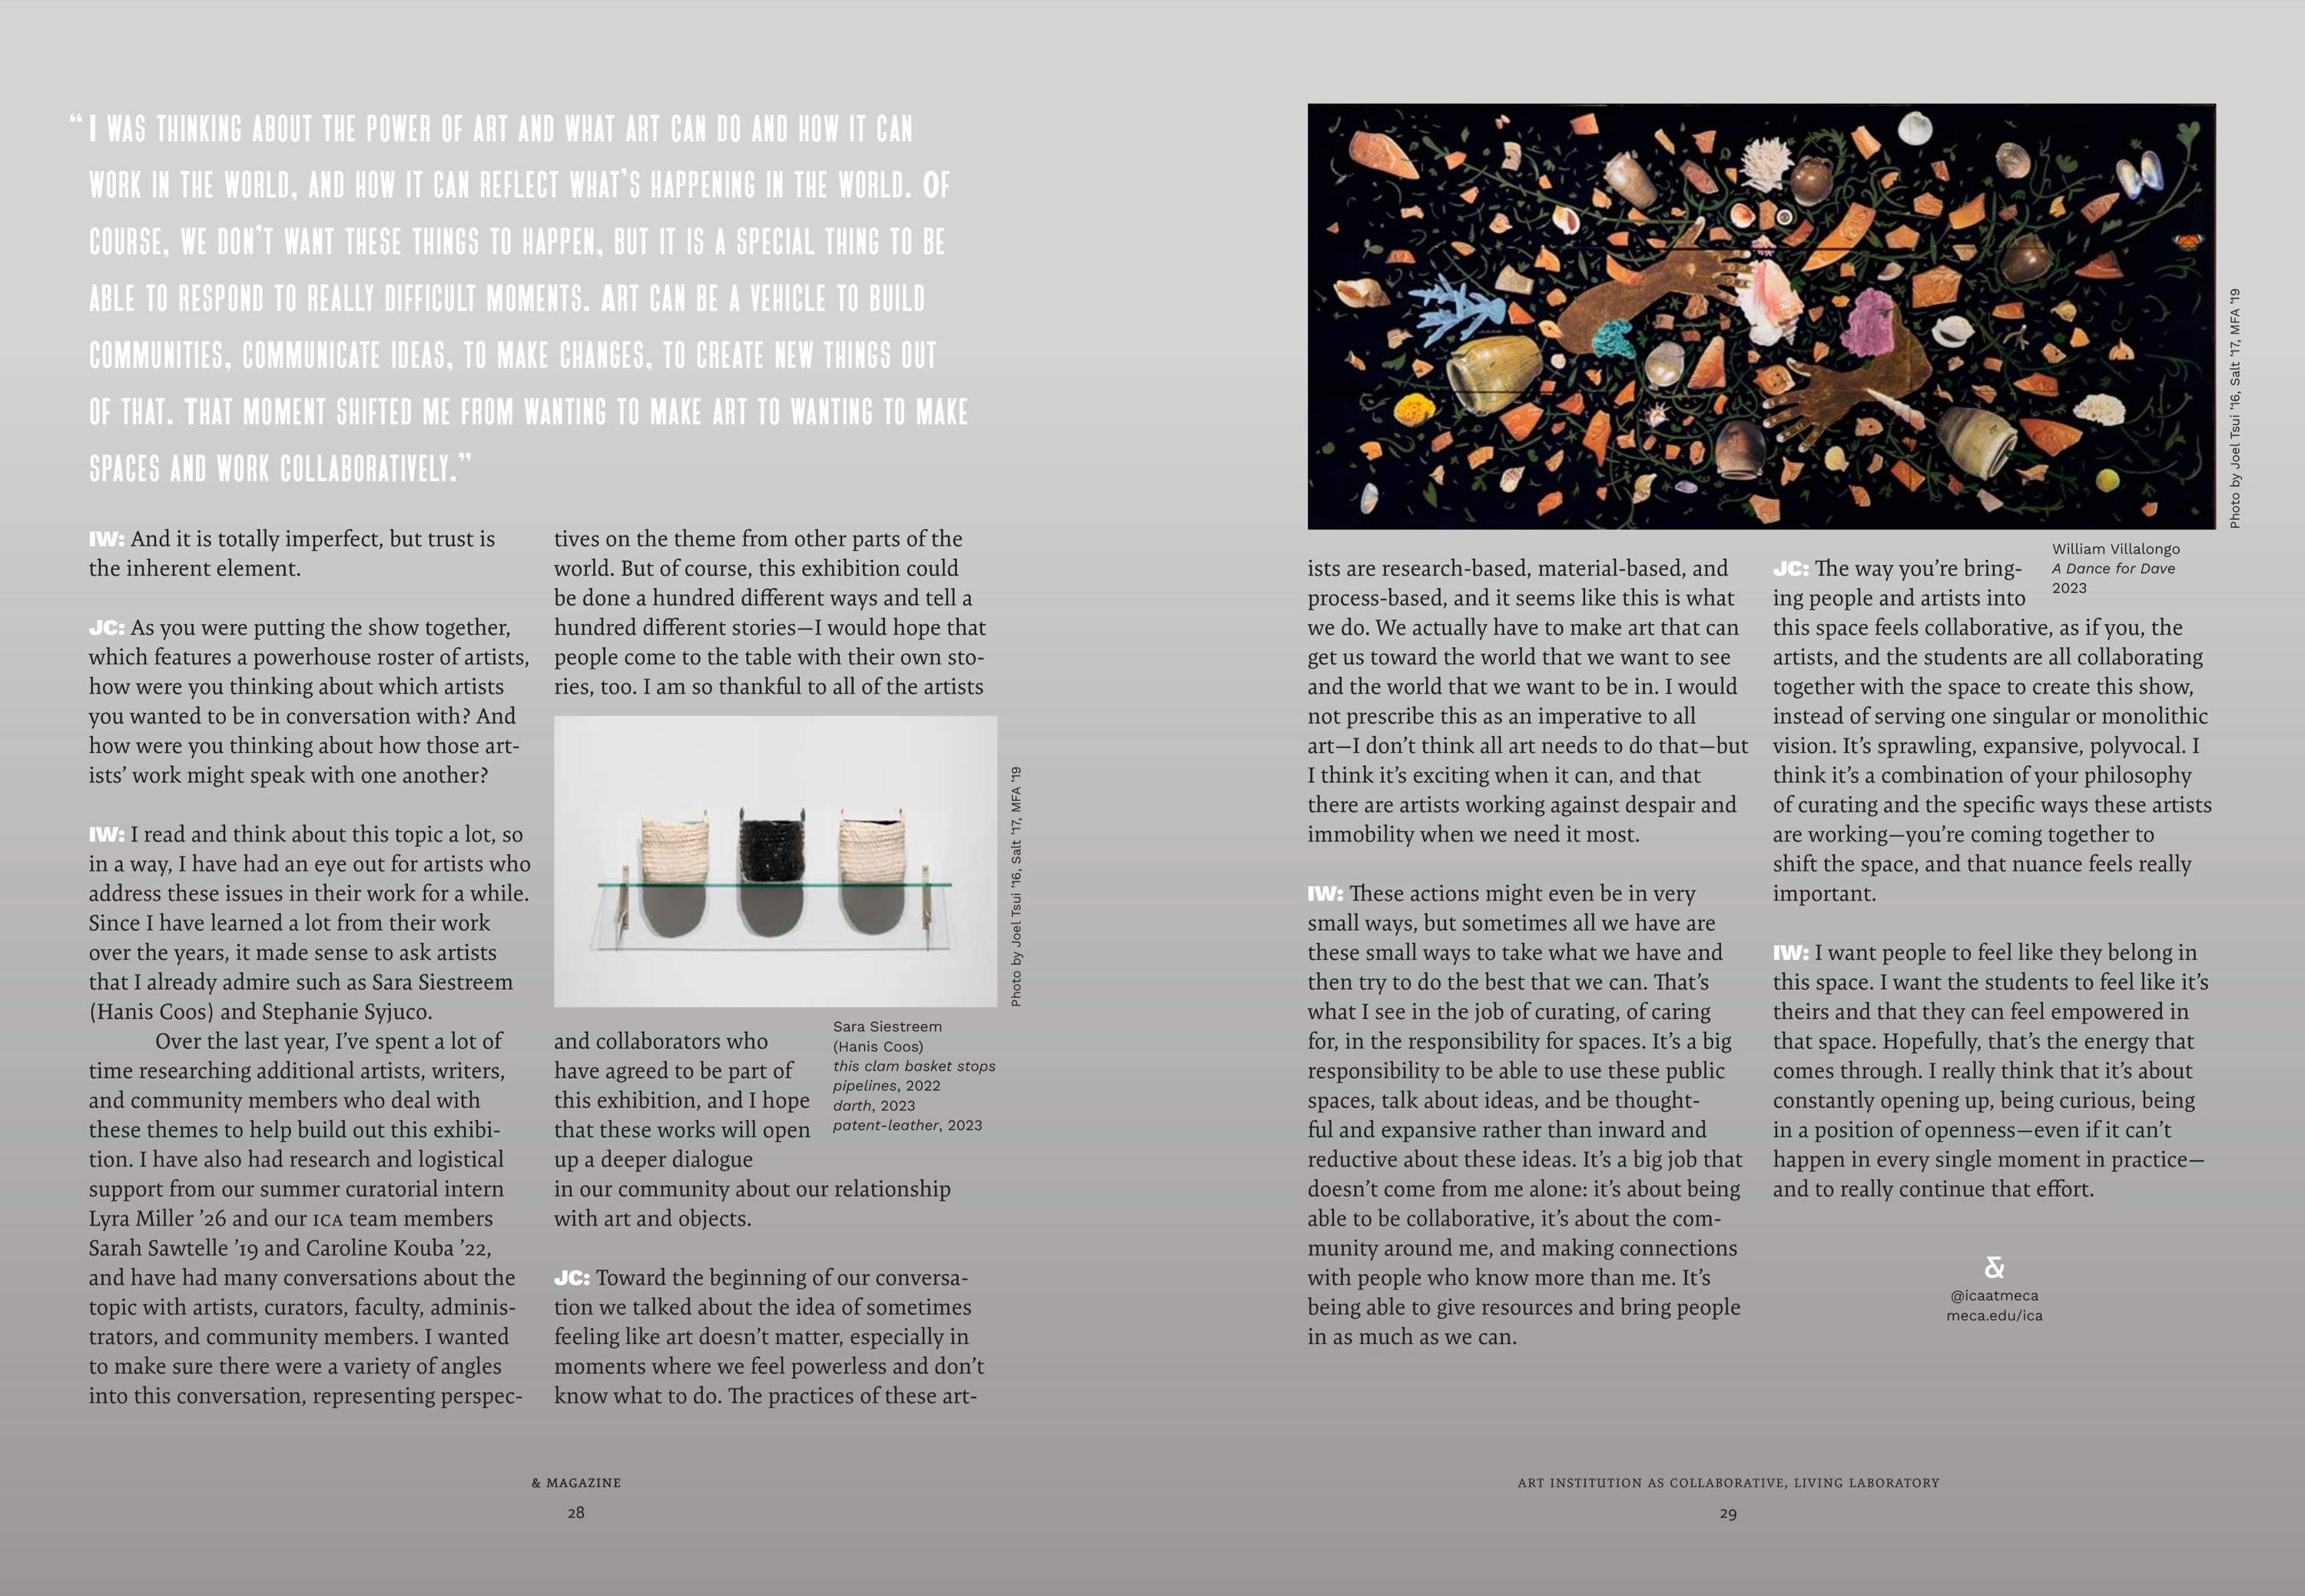 “I WAS THINKING ABOUT THE POWER OF ART AND WHAT ART CAN DO AND HOW IT CAN
WORK IN THE WORLD, AND HOW IT CAN REFLECT WHAT’S HAPPENING IN THE WORLD. OF
COURSE, WE DON’T WANT THESE THINGS TO HAPPEN, BUT IT IS A SPECIAL THING TO BE
ABLE TO RESPOND TO REALLY DIFFICULT MOMENTS. ART CAN BE A VEHICLE TO BUILD
COMMUNITIES, COMMUNICATE IDEAS, TO MAKE CHANGES, TO CREATE NEW THINGS OUT
OF THAT. THAT MOMENT SHIFTED ME FROM WANTING TO MAKE ART TO WANTING TO MAKE
SPACES AND WORK COLLABORATIVELY.”
IW: And it is totally imperfect, but trust is
the inherent element.
JC: As you were putting the show together,
which features a powerhouse roster of artists,
how were you thinking about which artists
you wanted to be in conversation with? And
how were you thinking about how those art-
ists’ work might speak with one another?
IW: I read and think about this topic a lot, so
in a way, I have had an eye out for artists who
address these issues in their work for a while.
Since I have learned a lot from their work
over the years, it made sense to ask artists
that I already admire such as Sara Siestreem
(Hanis Coos) and Stephanie Syjuco.
Over the last year, I’ve spent a lot of
time researching additional artists, writers,
and community members who deal with
these themes to help build out this exhibi-
tion. I have also had research and logistical
support from our summer curatorial intern
Lyra Miller ’26 and our ICA team members
Sarah Sawtelle ’19 and Caroline Kouba ’22,
and have had many conversations about the
topic with artists, curators, faculty, adminis-
trators, and community members. I wanted
to make sure there were a variety of angles
into this conversation, representing perspec-
tives on the theme from other parts of the
world. But of course, this exhibition could
be done a hundred different ways and tell a
hundred different stories—I would hope that
people come to the table with their own sto-
ries, too. I am so thankful to all of the artists
Photo by Joel Tsui ’16, Salt ’17, MFA ’19
Sara Siestreem
(Hanis Coos)
this clam basket stops
pipelines, 2022
darth, 2023
patent-leather, 2023
and collaborators who
have agreed to be part of
this exhibition, and I hope
that these works will open
up a deeper dialogue
in our community about our relationship
with art and objects.
JC: Toward the beginning of our conversa-
tion we talked about the idea of sometimes
feeling like art doesn’t matter, especially in
moments where we feel powerless and don’t
know what to do. The practices of these art-
& MAGAZINE
28
Photo by Joel Tsui ’16, Salt ’17, MFA ’19
William Villalongo
A Dance for Dave
2023
ists are research-based, material-based, and
process-based, and it seems like this is what
we do. We actually have to make art that can
get us toward the world that we want to see
and the world that we want to be in. I would
not prescribe this as an imperative to all
art—I don’t think all art needs to do that—but
I think it’s exciting when it can, and that
there are artists working against despair and
immobility when we need it most.
IW: These actions might even be in very
small ways, but sometimes all we have are
these small ways to take what we have and
then try to do the best that we can. That’s
what I see in the job of curating, of caring
for, in the responsibility for spaces. It’s a big
responsibility to be able to use these public
spaces, talk about ideas, and be thought-
ful and expansive rather than inward and
reductive about these ideas. It’s a big job that
doesn’t come from me alone: it’s about being
able to be collaborative, it’s about the com-
munity around me, and making connections
with people who know more than me. It’s
being able to give resources and bring people
in as much as we can.
JC: The way you’re bring-
ing people and artists into
this space feels collaborative, as if you, the
artists, and the students are all collaborating
together with the space to create this show,
instead of serving one singular or monolithic
vision. It’s sprawling, expansive, polyvocal. I
think it’s a combination of your philosophy
of curating and the specific ways these artists
are working—you’re coming together to
shift the space, and that nuance feels really
important.
IW: I want people to feel like they belong in
this space. I want the students to feel like it’s
theirs and that they can feel empowered in
that space. Hopefully, that’s the energy that
comes through. I really think that it’s about
constantly opening up, being curious, being
in a position of openness—even if it can’t
happen in every single moment in practice—
and to really continue that effort.
&
@icaatmeca
meca.edu/ica
ART INSTITUTION AS COLLABORATIVE, LIVING LABORATORY
29